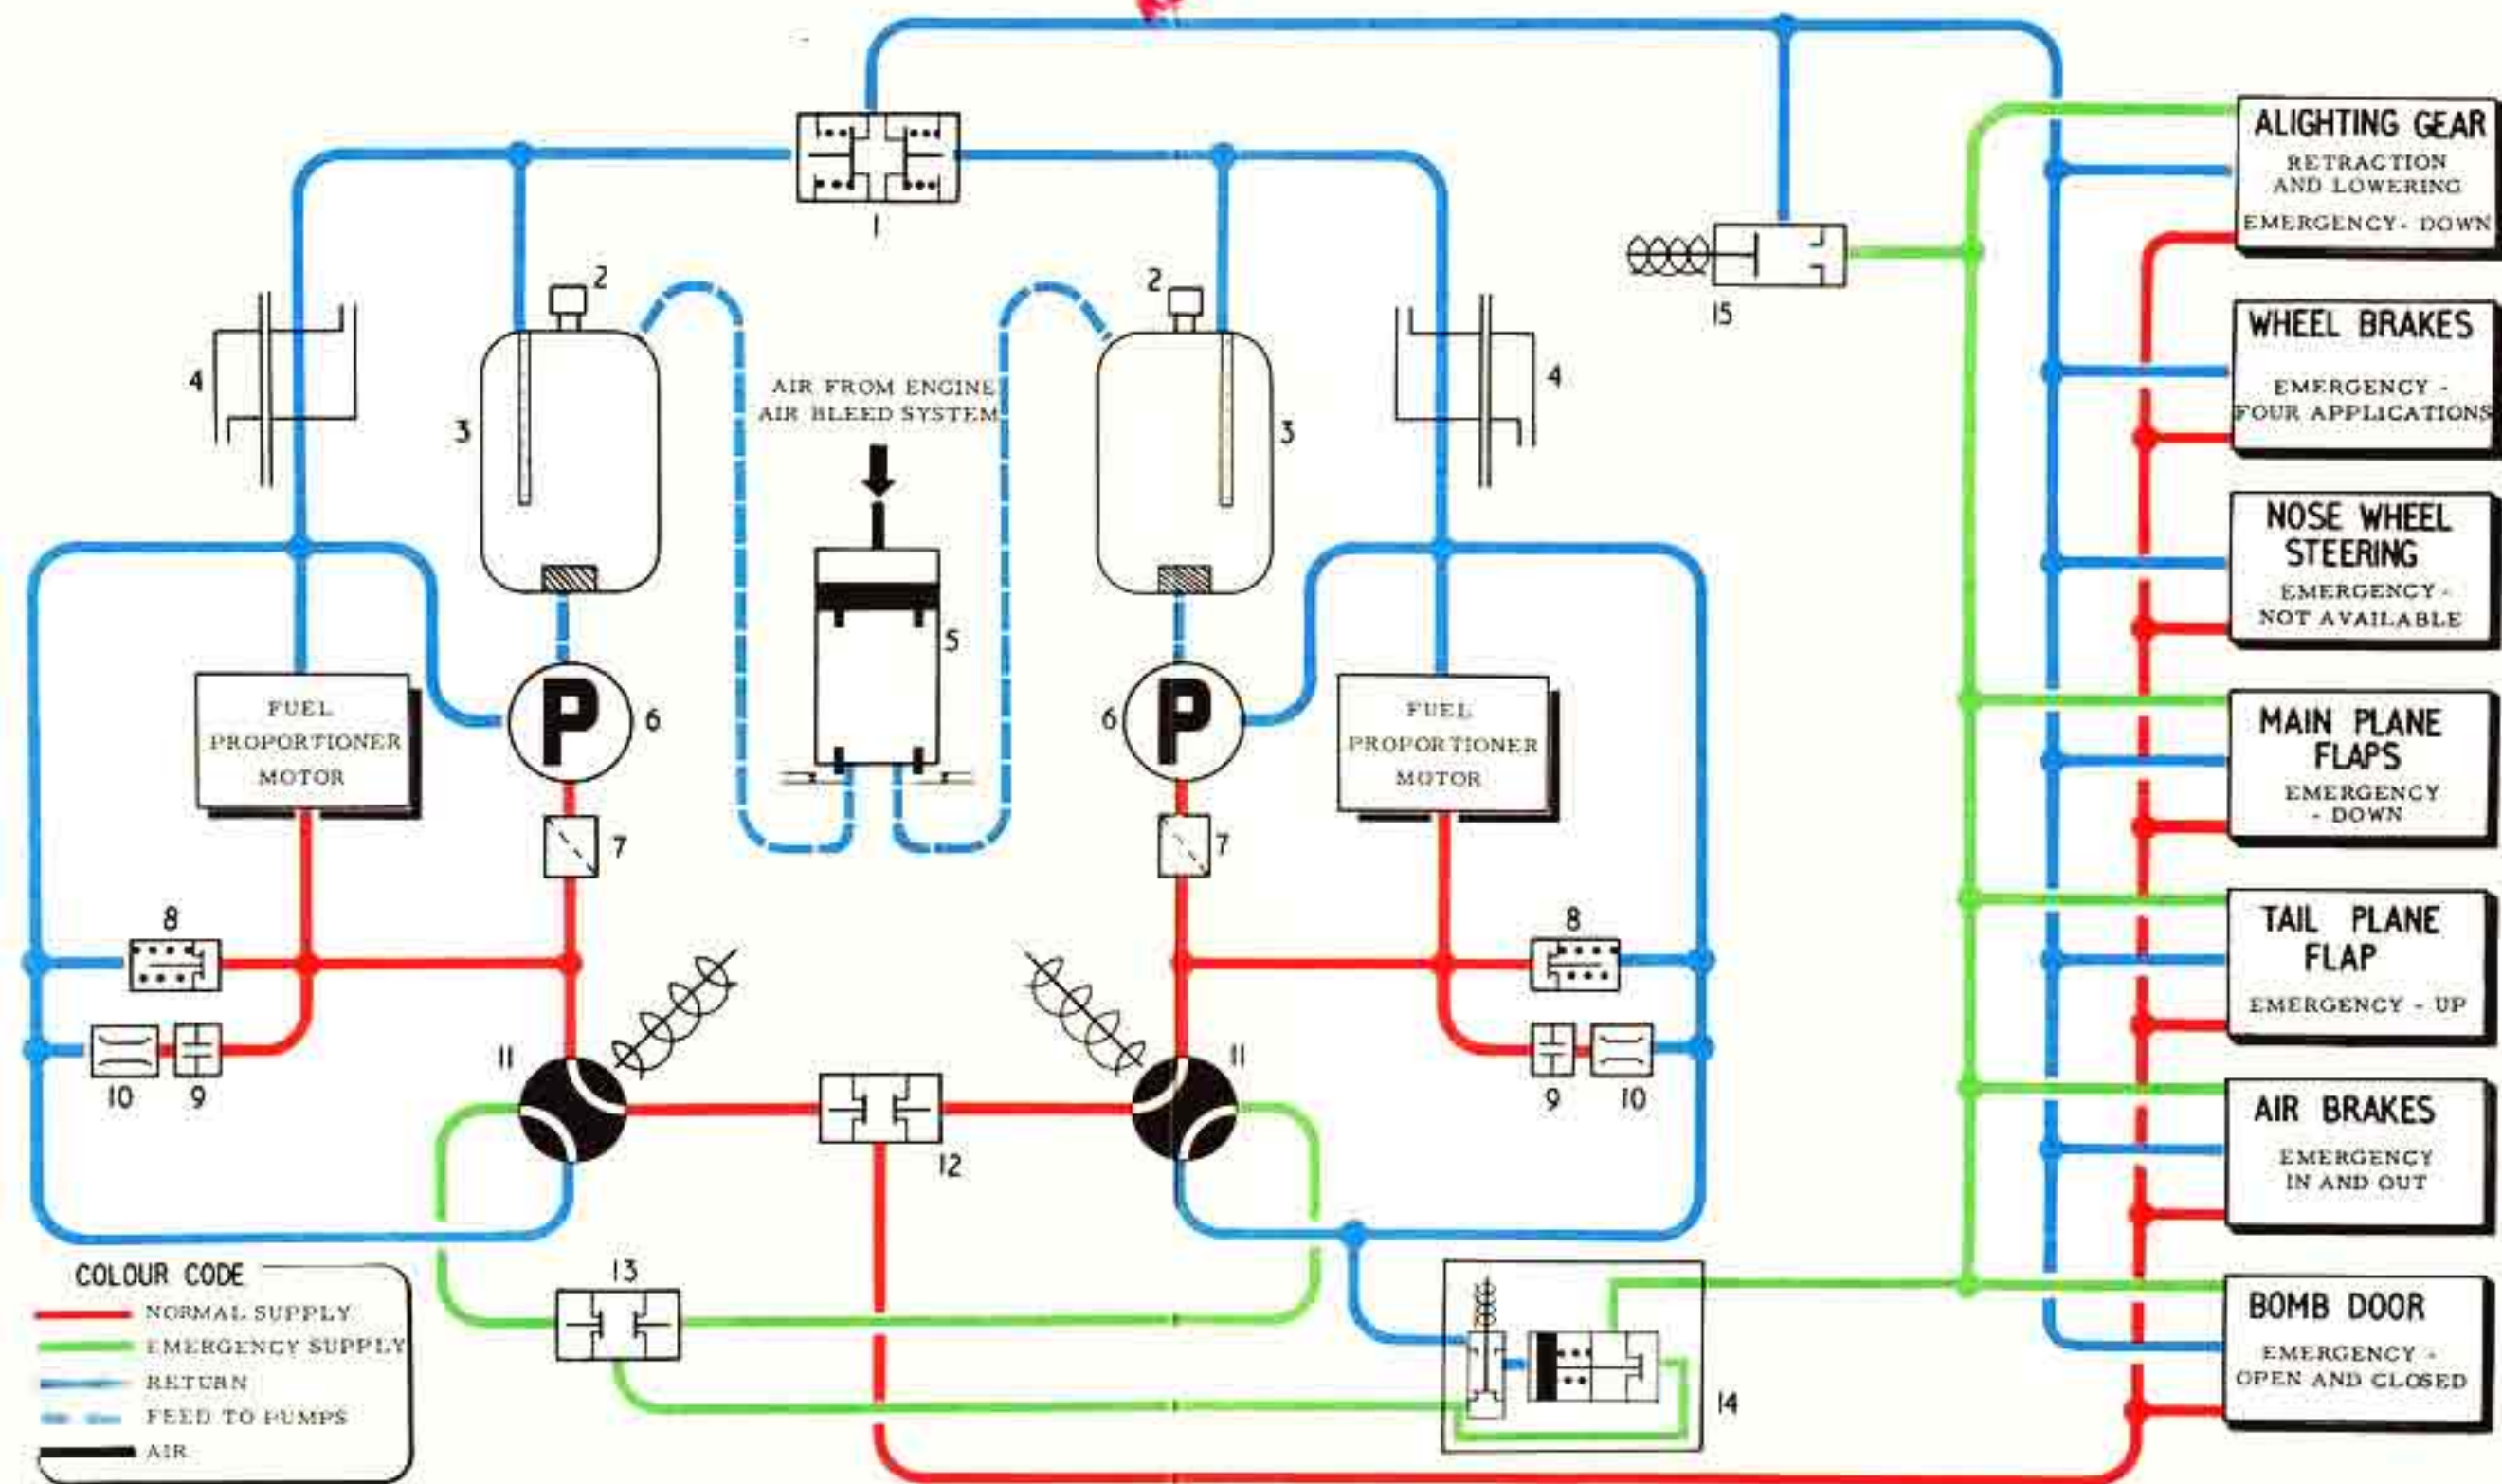 1
2
2
3
3
4
4
AIR FROM ENGINE
AIR BLEED SYSTEM
5
P
6
P
6
FUEL
PROPORTIONER
MOTOR
FUEL
PROPORTIONER
MOTOR
7
7
8
8
10
9
9
10
11
11
12
13
14
15
ALIGHTING GEAR
RETRACTION
AND LOWERING
EMERGENCY- DOWN
WHEEL BRAKES
EMERGENCY -
FOUR APPLICATIONS
NOSE WHEEL
STEERING
EMERGENCY -
NOT AVAILABLE
MAIN PLANE
FLAPS
EMERGENCY
- DOWN
TAIL PLANE
FLAP
EMERGENCY - UP
AIR BRAKES
EMERGENCY
IN AND OUT
BOMB DOOR
EMERGENCY -
OPEN AND CLOSED
COLOUR CODE
NORMAL SUPPLY
EMERGENCY SUPPLY
RETURN
FEED TO PUMPS
AIR